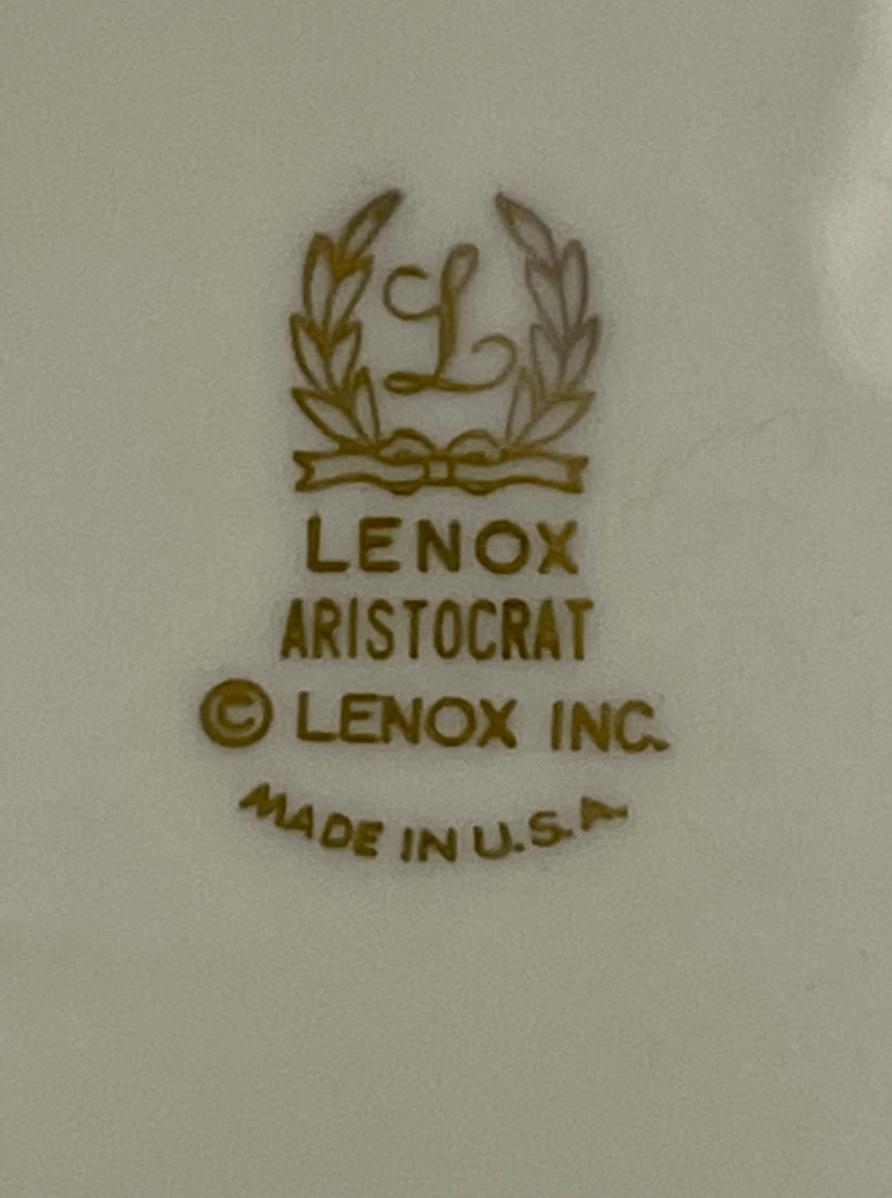 L
LENOX
ARISTOCRAT
© LENOX INC.
MADE IN U.S.A.